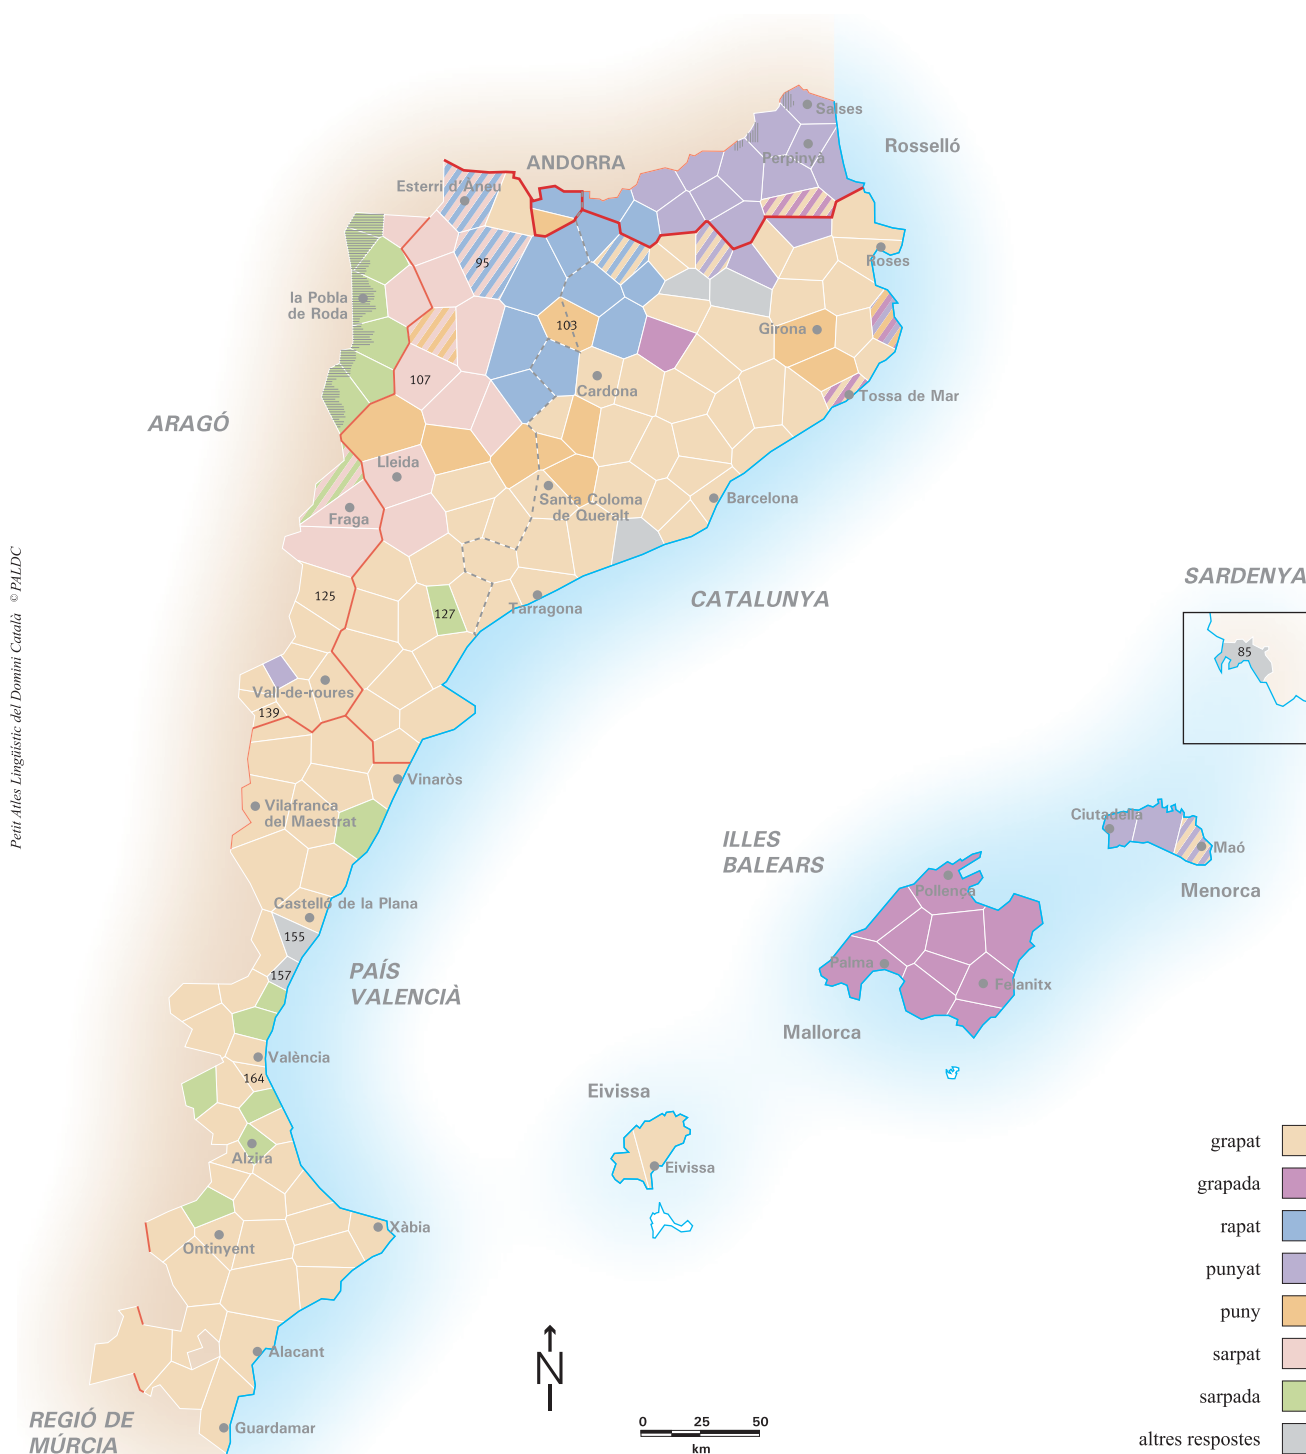 Salses
Rosselló
Perpinyà
ANDORRA
Esterri d'Àneu
95
Roses
la Pobla
de Roda
103
Girona
107
Cardona
Tossa de Mar
ARAGÓ
Lleida
Santa Coloma
de Queralt
Barcelona
Fraga
Petit Atles Lingüístic del Domini Català © PALDC
SARDENYA
125
127
Tarragona
CATALUNYA
85
Vall-de-roures
139
Vinaròs
Vilafranca
del Maestrat
ILLES
BALEARS
Ciutadella
Maó
Menorca
Pollença
Castelló de la Plana
155
157
PAÍS
VALENCIÀ
Palma
Felanitx
Mallorca
València
164
Eivissa
Eivissa
Alzira
Xàbia
Ontinyent
Alacant
Guardamar
REGIÓ DE
MÚRCIA
N
0 25 50
km
grapat
grapada
rapat
punyat
puny
sarpat
sarpada
altres respostes